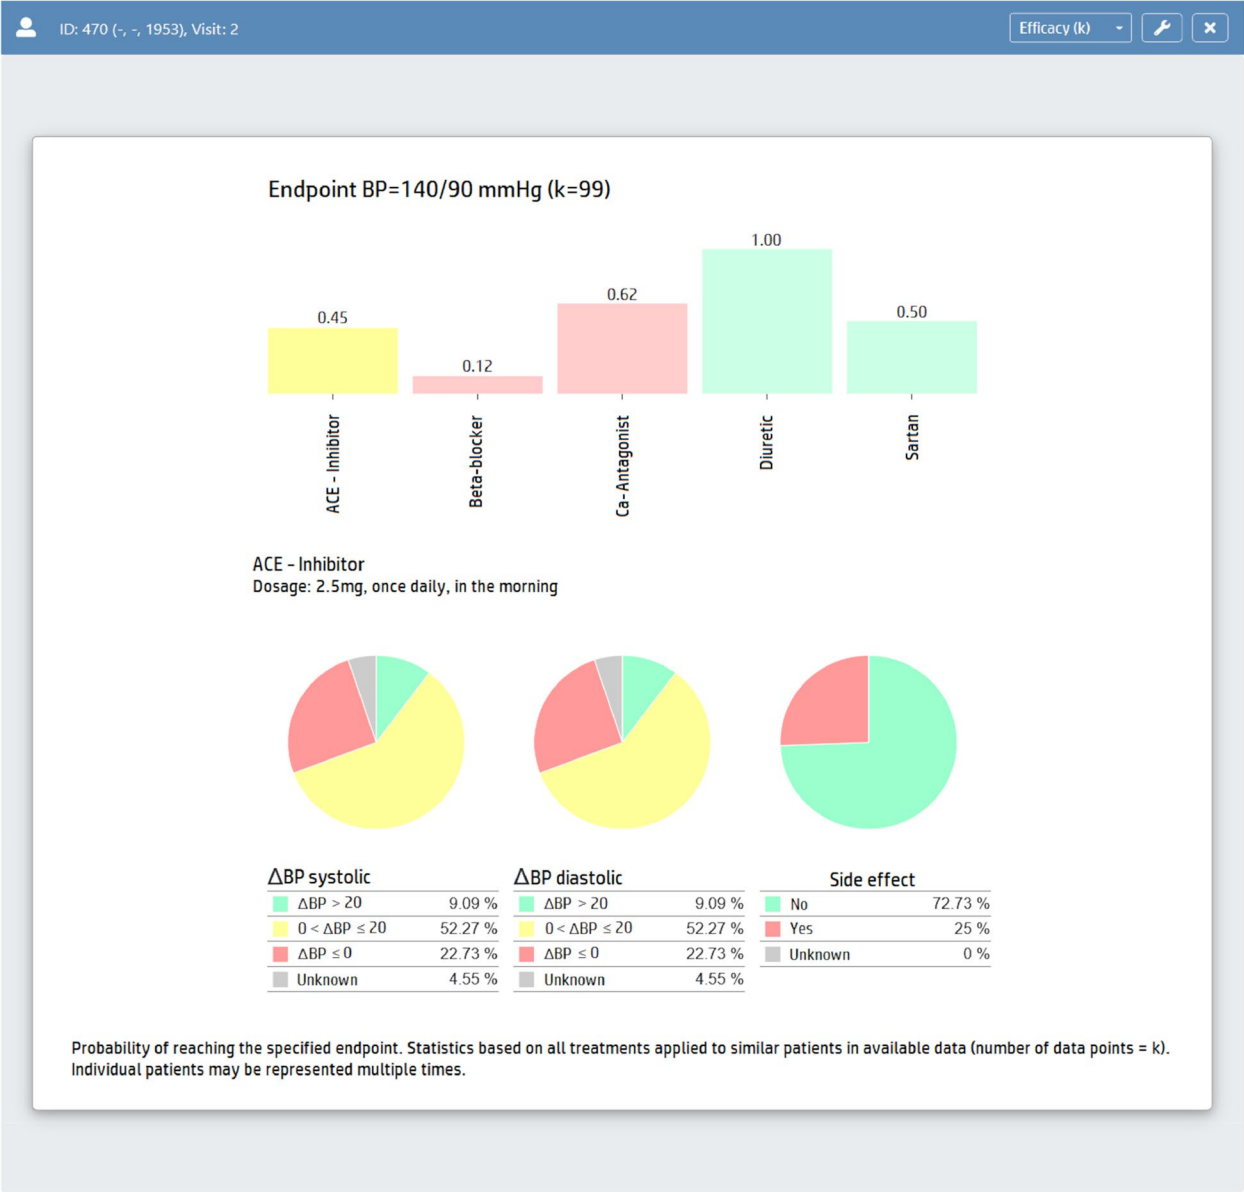 ID: 470 (-, -, 1953), Visit: 2
Efficacy (k)
Endpoint BP=140/90 mmHg (k=99)
0.45
0.12
0.62
1.00
0.50
ACE - Inhibitor
Beta-blocker
Ca-Antagonist
Diuretic
Sartan
ACE - Inhibitor
Dosage: 2.5mg, once daily, in the morning
ΔBP systolic
ΔBP > 20 9.09 %
0 < ΔBP ≤ 20 52.27 %
ΔBP ≤ 0 22.73 %
Unknown 4.55 %
ΔBP diastolic
ΔBP > 20 9.09 %
0 < ΔBP ≤ 20 52.27 %
ΔBP ≤ 0 22.73 %
Unknown 4.55 %
Side effect
No 72.73 %
Yes 25 %
Unknown 0 %
Probability of reaching the specified endpoint. Statistics based on all treatments applied to similar patients in available data (number of data points = k).
Individual patients may be represented multiple times.